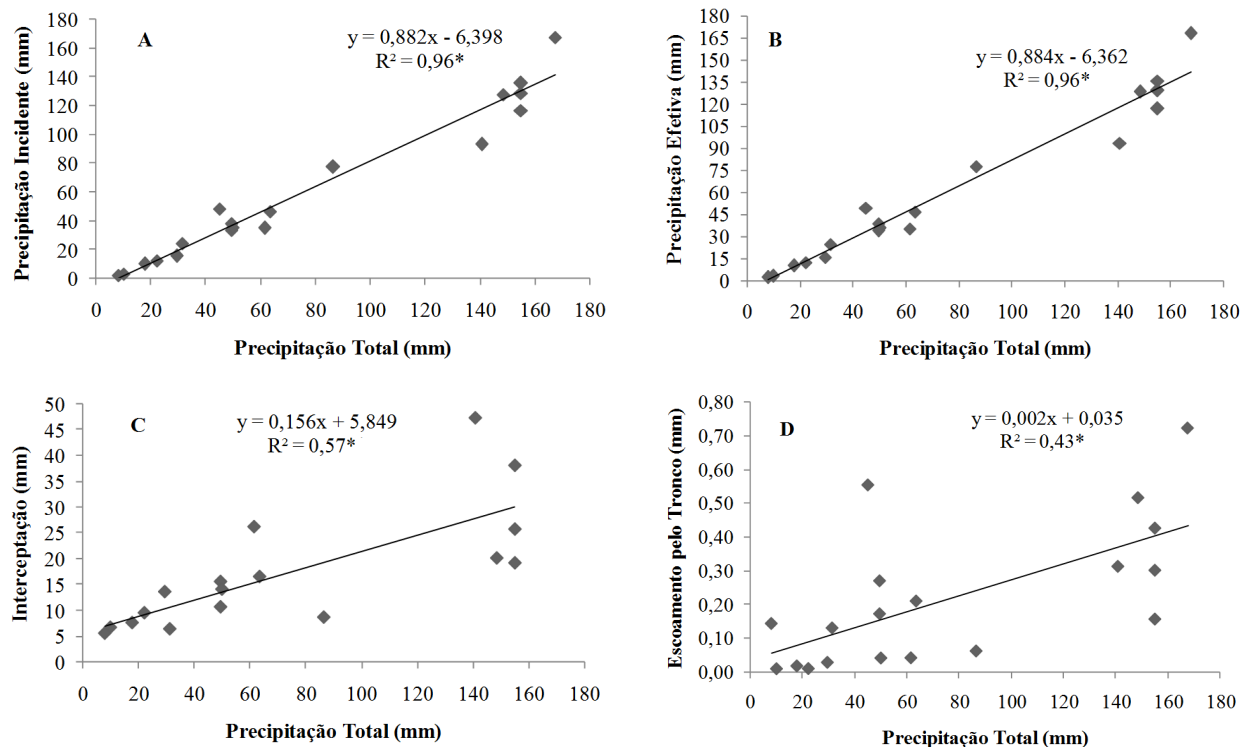 A
y = 0,882x - 6,398
R² = 0,96*
Precipitação Incidente (mm)
180
160
140
120
100
80
60
40
20
0
0 20 40 60 80 100 120 140 160 180
Precipitação Total (mm)
B
y = 0,884x - 6,362
R² = 0,96*
Precipitação Efetiva (mm)
180
165
150
135
120
105
90
75
60
45
30
15
0
0 20 40 60 80 100 120 140 160 180
Precipitação Total (mm)
C
y = 0,156x + 5,849
R² = 0,57*
Interceptação (mm)
50
45
40
35
30
25
20
15
10
5
0
0 20 40 60 80 100 120 140 160 180
Precipitação Total (mm)
D
y = 0,002x + 0,035
R² = 0,43*
Escoamento pelo Tronco (mm)
0,80
0,70
0,60
0,50
0,40
0,30
0,20
0,10
0,00
0 20 40 60 80 100 120 140 160 180
Precipitação Total (mm)